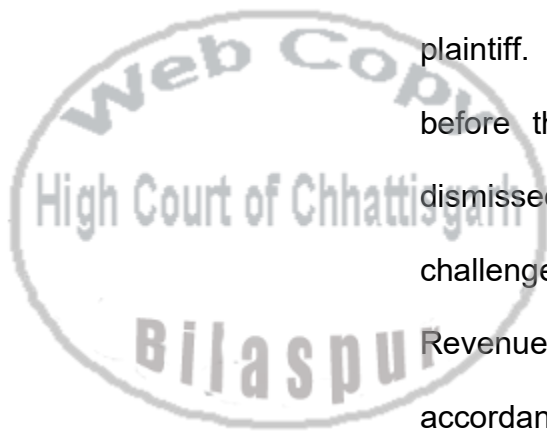 Web Copy
High Court of Chhattisgarh
Bilaspur
plaintiff.
before th
dismissed
challenge
Revenue
accordan